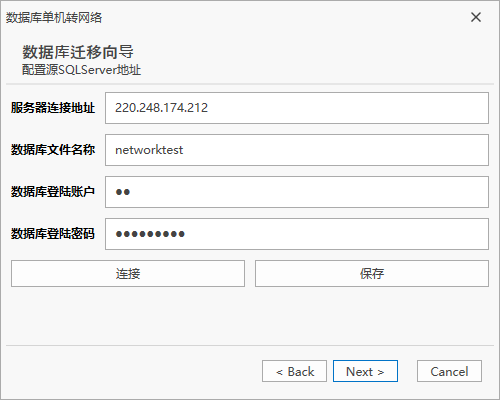 数据库单机转网络
数据库迁移向导
配置源SQLServer地址
服务器连接地址 220.248.174.212
数据库文件名称 networktest
数据库登陆账户 ●●
数据库登陆密码 ●●●●●●●●●
连接 保存
< Back Next > Cancel